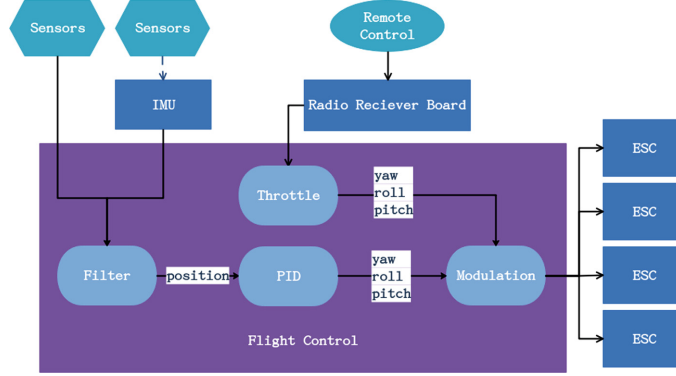 Sensors
Sensors
Remote
Control
IMU
Radio Reciever Board
ESC
Throttle
yaw
roll
pitch
ESC
Filter
position
PID
yaw
roll
pitch
Modulation
ESC
Flight Control
ESC